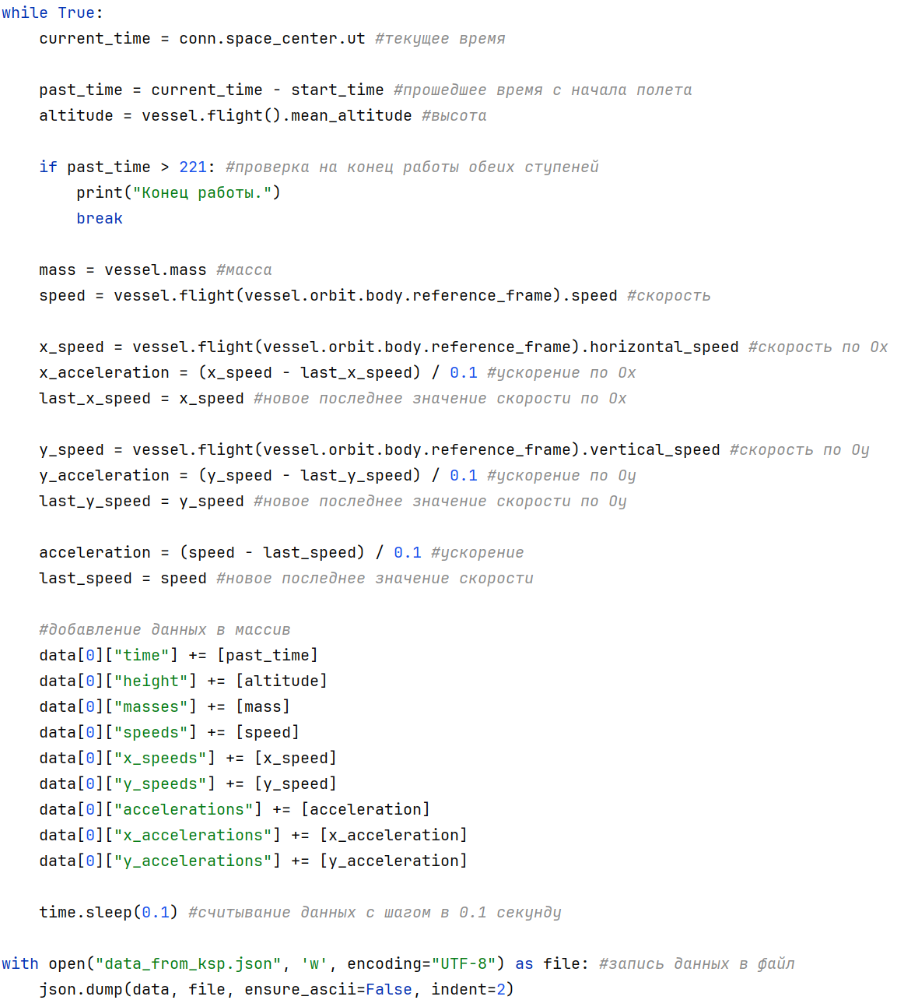 while True:
    current_time = conn.space_center.ut #текущее время

    past_time = current_time - start_time #прошедшее время с начала полета
    altitude = vessel.flight().mean_altitude #высота

    if past_time > 221: #проверка на конец работы обеих ступеней
        print("Конец работы.")
        break

    mass = vessel.mass #масса
    speed = vessel.flight(vessel.orbit.body.reference_frame).speed #скорость

    x_speed = vessel.flight(vessel.orbit.body.reference_frame).horizontal_speed #скорость по Ox
    x_acceleration = (x_speed - last_x_speed) / 0.1 #ускорение по Ox
    last_x_speed = x_speed #новое последнее значение скорости по Ox

    y_speed = vessel.flight(vessel.orbit.body.reference_frame).vertical_speed #скорость по Oy
    y_acceleration = (y_speed - last_y_speed) / 0.1 #ускорение по Oy
    last_y_speed = y_speed #новое последнее значение скорости по Oy

    acceleration = (speed - last_speed) / 0.1 #ускорение
    last_speed = speed #новое последнее значение скорости

    #добавление данных в массив
    data[0]["time"] += [past_time]
    data[0]["height"] += [altitude]
    data[0]["masses"] += [mass]
    data[0]["speeds"] += [speed]
    data[0]["x_speeds"] += [x_speed]
    data[0]["y_speeds"] += [y_speed]
    data[0]["accelerations"] += [acceleration]
    data[0]["x_accelerations"] += [x_acceleration]
    data[0]["y_accelerations"] += [y_acceleration]

    time.sleep(0.1) #считывание данных с шагом в 0.1 секунду

with open("data_from_ksp.json", 'w', encoding="UTF-8") as file: #запись данных в файл
    json.dump(data, file, ensure_ascii=False, indent=2)